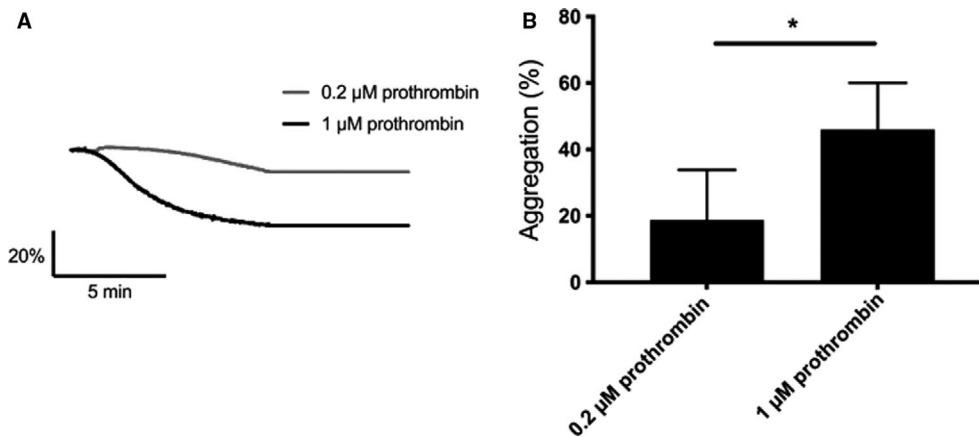 A
0.2 µM prothrombin
1 µM prothrombin
20%
5 min
B
Aggregation (%)
80
60
40
20
0
*
0.2 µM prothrombin
1 µM prothrombin